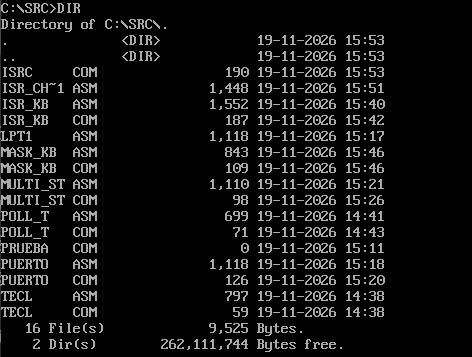 C:\SRC>DIR
Directory of C:\SRC\.
.              <DIR>            19-11-2026 15:53
..             <DIR>            19-11-2026 15:53
ISRC     COM               190 19-11-2026 15:53
ISR_CH~1 ASM             1,448 19-11-2026 15:51
ISR_KB   ASM             1,552 19-11-2026 15:40
ISR_KB   COM               187 19-11-2026 15:42
LPT1     ASM             1,118 19-11-2026 15:17
MASK_KB  ASM               843 19-11-2026 15:46
MASK_KB  COM               109 19-11-2026 15:46
MULTI_ST ASM             1,110 19-11-2026 15:21
MULTI_ST COM                98 19-11-2026 15:26
POLL_T   ASM               699 19-11-2026 14:41
POLL_T   COM                71 19-11-2026 14:43
PRUEBA   COM                 0 19-11-2026 15:11
PUERTO   ASM             1,118 19-11-2026 15:18
PUERTO   COM               126 19-11-2026 15:20
TECL     ASM               797 19-11-2026 14:38
TECL     COM                59 19-11-2026 14:38
   16 File(s)            9,525 Bytes.
    2 Dir(s)       262,111,744 Bytes free.